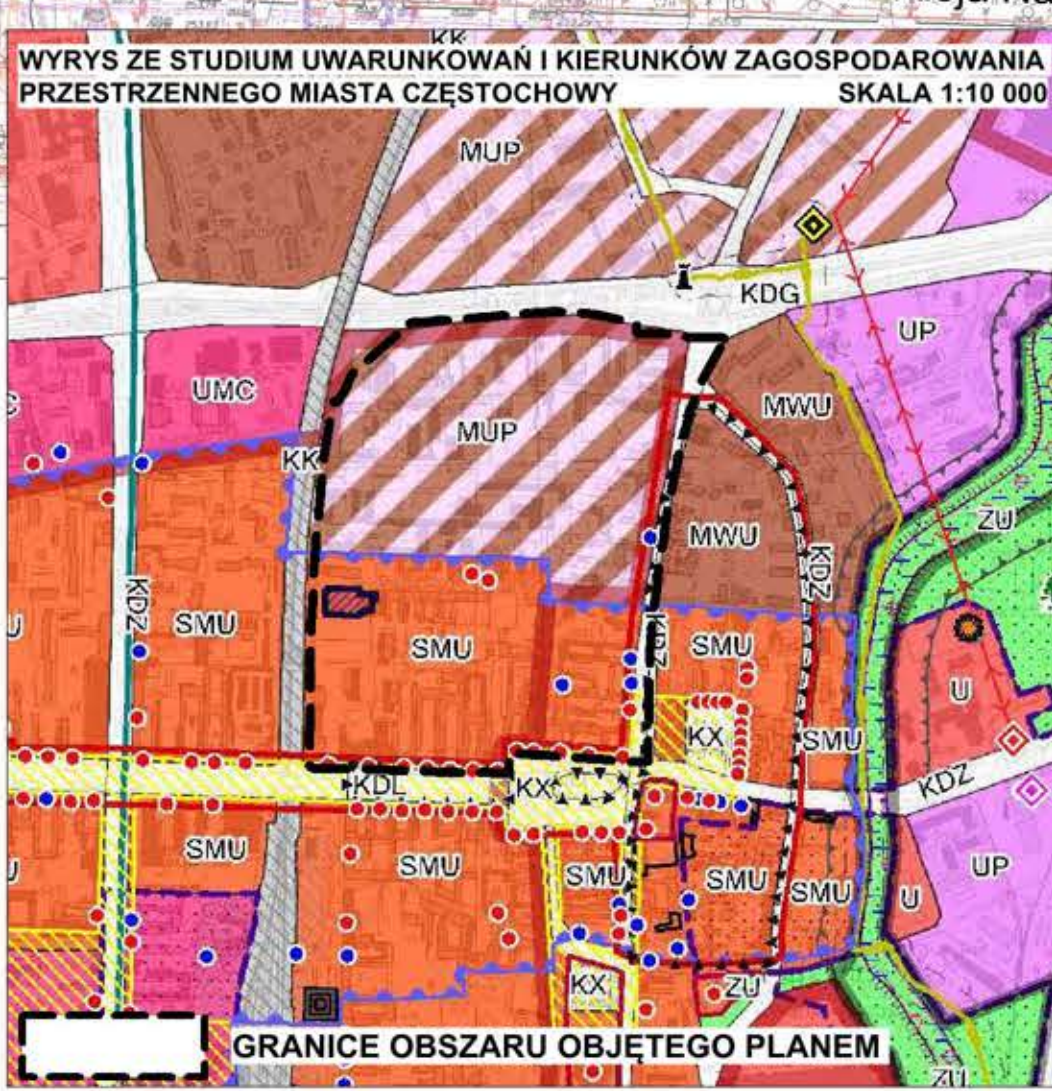 KK
WYRYS ZE STUDIUM UWARUNKOWAŃ I KIERUNKÓW ZAGOSPODAROWANIA
PRZESTRZENNEGO MIASTA CZĘSTOCHOWY SKALA 1:10 000
MUP
KDG
UP
UMC
MWU
MUP
KK
ZU
MWU
KDZ
KDZ
SMU
SMU
KDZ
SMU
U
KX
SMU
KDL
KX
KDZ
SMU
SMU
SMU
SMU
SMU
UP
U
KX
ZU
GRANICE OBSZARU OBJĘTEGO PLANEM
ZU